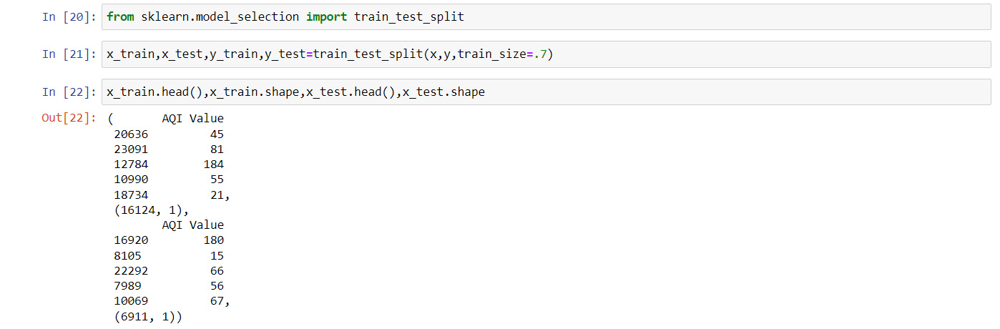 In [20]: from sklearn.model_selection import train_test_split
In [21]: x_train,x_test,y_train,y_test=train_test_split(x,y,train_size=.7)
In [22]: x_train.head(),x_train.shape,x_test.head(),x_test.shape
Out[22]: (       AQI Value
20636         45
23091         81
12784        184
10990         55
18734         21,
(16124, 1),
AQI Value
16920        180
8105          15
22292         66
7989          56
10069         67,
(6911, 1))